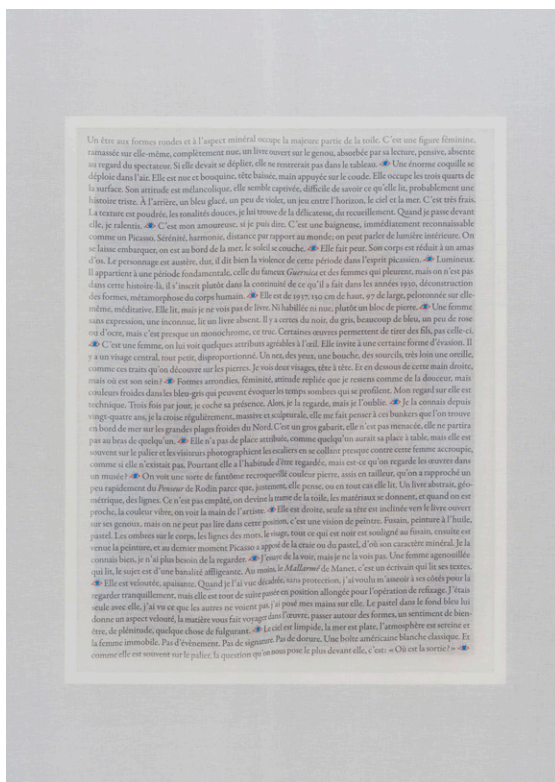 Un être aux formes rondes et à l'aspect minéral occupe la majeure partie de la toile. C'est une figure féminine,
ramassée sur elle-même, complètement nue, un livre ouvert sur le genou, absorbée par sa lecture, pensive, absente
au regard du spectateur. Si elle devait se déplier, elle ne rentrerait pas dans le tableau. Une énorme coquille se
déploie dans l'air. Elle est nue et bouquine, tête baissée, main appuyée sur le coude. Elle occupe les trois quarts de
la surface. Son attitude est mélancolique, elle semble captivée, difficile de savoir ce qu'elle lit, probablement une
histoire triste. À l'arrière, un bleu glacé, un peu de violet, un jeu entre l'horizon, le ciel et la mer. C'est très frais.
La texture est poudrée, les tonalités douces, je lui trouve de la délicatesse, du recueillement. Quand je passe devant
elle, je ralentis. C'est mon amoureuse, si je puis dire. C'est une baigneuse, immédiatement reconnaissable
comme un Picasso. Sérénité, harmonie, distance par rapport au monde; on peut parler de lumière intérieure. On
se laisse embarquer, on est au bord de la mer, le soleil se couche. Elle fait peur. Son corps est réduit à un amas
d'os. Le personnage est austère, dur, il dit bien la violence de cette période dans l'esprit picassien. Lumineux.
Il appartient à une période fondamentale, celle du fameux Guernica et des femmes qui pleurent, mais on n'est pas
dans cette histoire-là, il s'inscrit plutôt dans la continuité de ce qu'il a fait dans les années 1930, déconstruction
des formes, métamorphose du corps humain. Elle est de 1937, 130 cm de haut, 97 de large, pelotonnée sur elle-
même, méditative. Elle lit, mais je ne vois pas de livre. Ni habillée ni nue, plutôt un bloc de pierre. Une femme
sans expression, une inconnue, lit un livre absent. Il y a certes du noir, du gris, beaucoup de bleu, un peu de rose
ou d'ocre, mais c'est presque un monochrome, ce truc. Certaines œuvres permettent de tirer des fils, pas celle-ci.
C'est une femme, on lui voit quelques attributs agréables à l'œil. Elle invite à une certaine forme d'évasion. Il
y a un visage central, tout petit, disproportionné. Un nez, des yeux, une bouche, des sourcils, très loin une oreille,
comme ces traits qu'on découvre sur les pierres. Je vois deux visages, tête à tête. Et en dessous de cette main droite,
mais où est son sein? Formes arrondies, féminité, attitude repliée que je ressens comme de la douceur, mais
couleurs froides dans les bleu-gris qui peuvent évoquer les temps sombres qui se profilent. Mon regard sur elle est
technique. Trois fois par jour, je coche sa présence. Alors, je la regarde, mais je l'oublie. Je la connais depuis
vingt-quatre ans, je la croise régulièrement, massive et sculpturale, elle me fait penser à ces bunkers que l'on trouve
en bord de mer sur les grandes plages froides du Nord. C'est un gros gabarit, elle n'est pas menacée, elle ne partira
pas au bras de quelqu'un. Elle n'a pas de place attribuée, comme quelqu'un aurait sa place à table, mais elle est
souvent sur le palier et les visiteurs photographient les escaliers en se collant presque contre cette femme accroupie,
comme si elle n'existait pas. Pourtant elle a l'habitude d'être regardée, mais est-ce qu'on regarde les œuvres dans
un musée? On voit une sorte de fantôme recroquevillé couleur pierre, assis en tailleur, qu'on a rapproché un
peu rapidement du Penseur de Rodin parce que, justement, elle pense, ou en tout cas elle lit. Un livre abstrait, géo-
métrique, des lignes. Ce n'est pas empâté, on devine la trame de la toile, les matériaux se donnent, et quand on est
proche, la couleur vibre, on voit la main de l'artiste. Elle est droite, seule sa tête est inclinée vers le livre ouvert
sur ses genoux, mais on ne peut pas lire dans cette position, c'est une vision de peintre. Fusain, peinture à l'huile,
pastel. Les ombres sur le corps, les lignes des mots, le visage, tout ce qui est noir est souligné au fusain, ensuite est
venue la peinture, et au dernier moment Picasso a apposé de la craie ou du pastel, d'où son caractère minéral. Je la
connais bien, je n'ai plus besoin de la regarder. J'essuie de la voir, mais je ne la vois pas. Une femme agenouillée
qui lit, le sujet est d'une banalité affligeante. Au moins, le Mallarmé de Manet, c'est un écrivain qui lit ses textes.
Elle est veloutée, apaisante. Quand je l'ai vue décadrée, sans protection, j'ai voulu m'asseoir à ses côtés pour la
regarder tranquillement, mais elle est tout de suite passée en position allongée pour l'opération de refixage. J'étais
seule avec elle, j'ai vu ce que les autres ne voient pas, j'ai posé mes mains sur elle. Le pastel dans le fond bleu lui
donne un aspect velouté, la matière vous fait voyager dans l'œuvre, passer autour des formes, un sentiment de bien-
être, de plénitude, quelque chose de fulgurant. Le ciel est limpide, la mer est plate, l'atmosphère est sereine et
la femme immobile. Pas d'évènement. Pas de signature. Pas de dorure. Une boîte américaine blanche classique. Et
comme elle est souvent sur le palier, la question qu'on nous pose le plus devant elle, c'est: «Où est la sortie?»